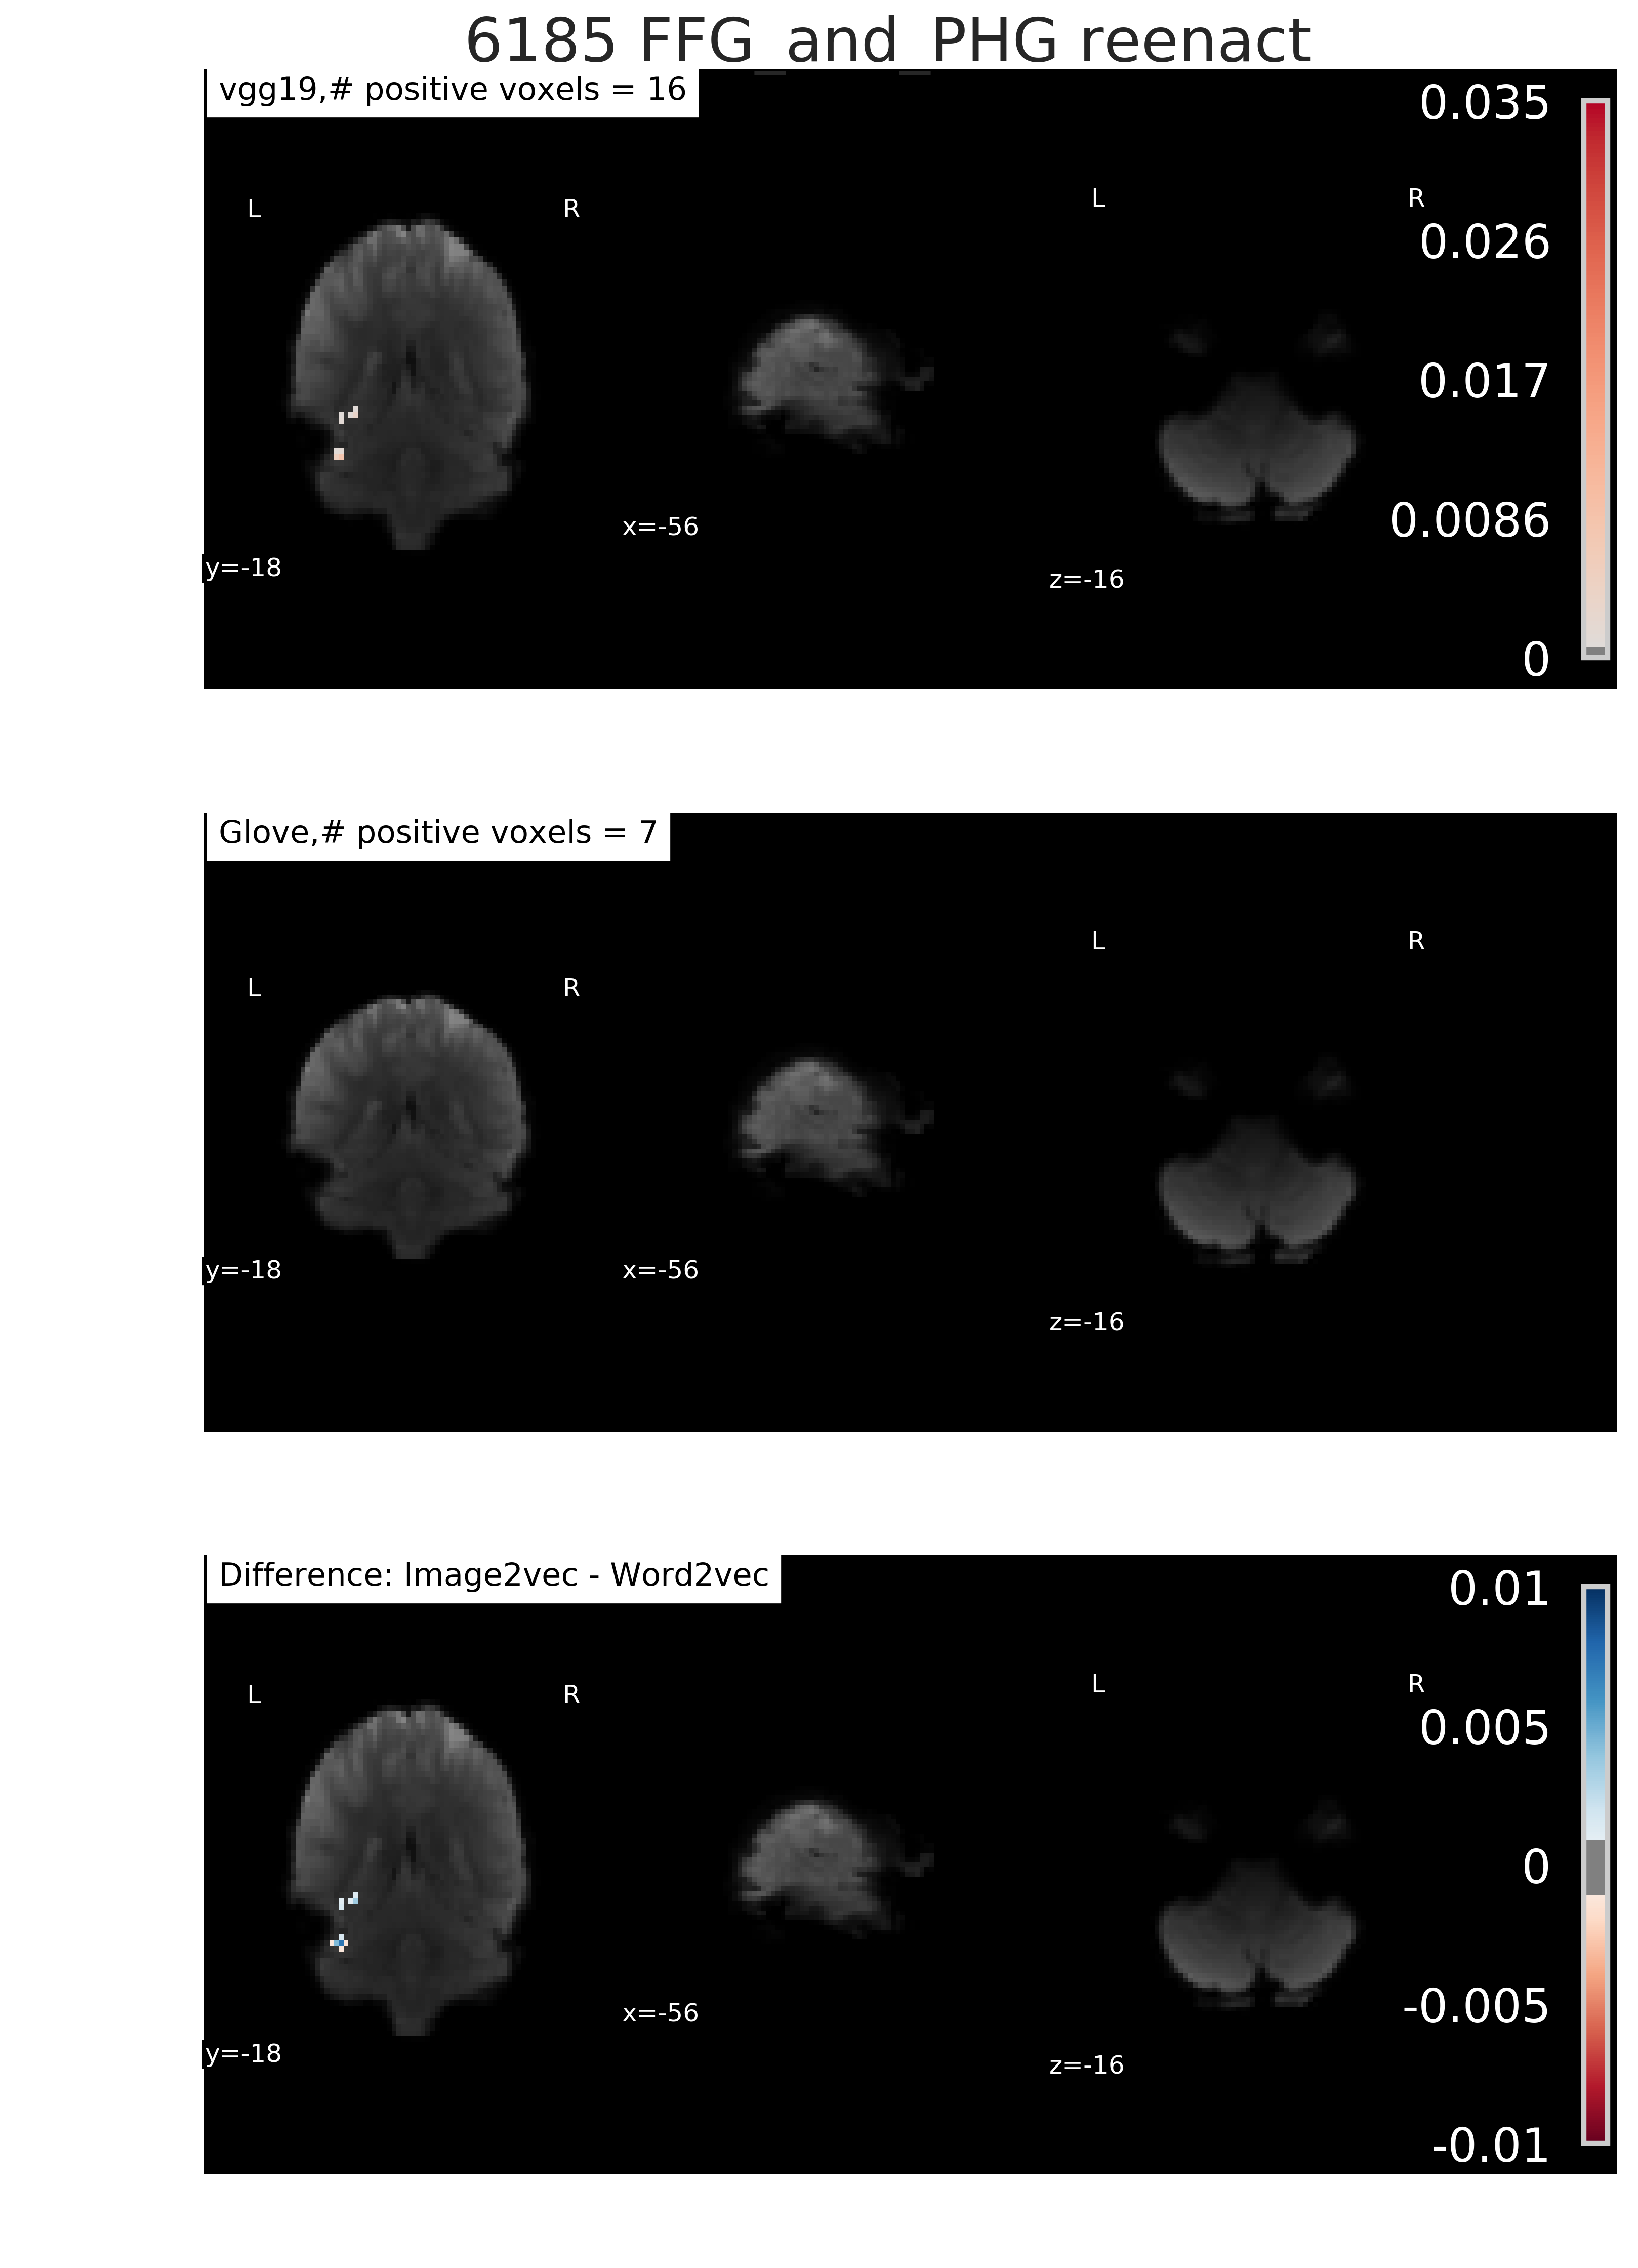 6185 FFG_and_PHG reenact
vgg19,# positive voxels = 16
0.035
L R L R
0.026
0.017
0.0086
x=-56
y=-18
z=-16
0
Glove,# positive voxels = 7
L R
L R
y=-18 x=-56
z=-16
Difference: Image2vec - Word2vec
0.01
L R L R
0.005
0
-0.005
x=-56
y=-18
z=-16
-0.01